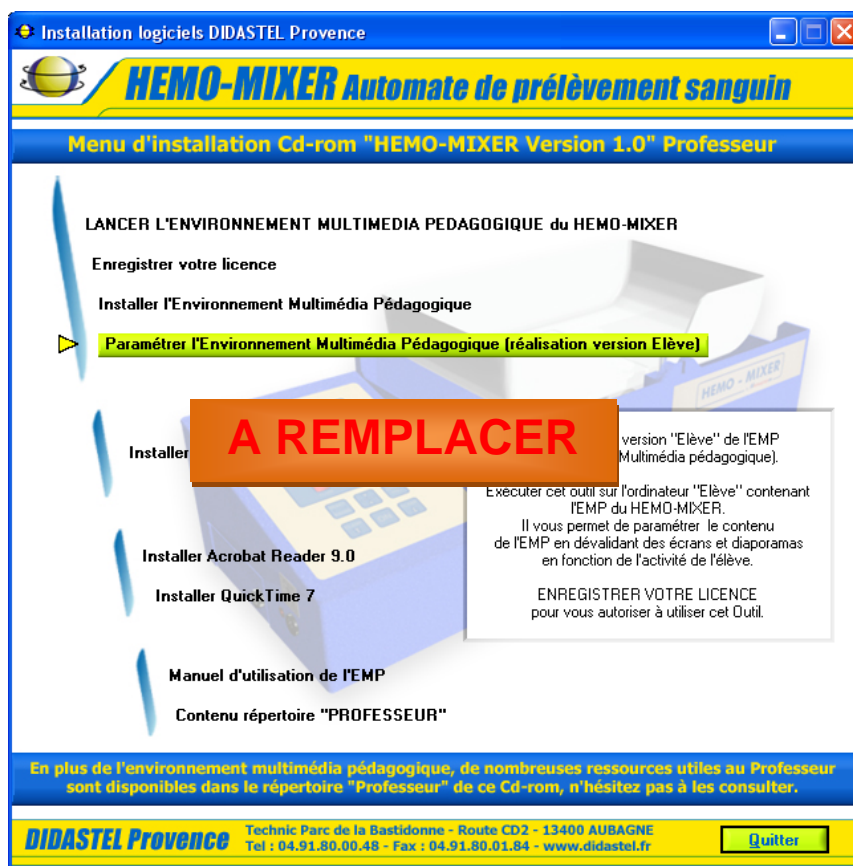 Installation logiciels DIDASTEL Provence
HEMO-MIXER Automate de prélèvement sanguin
Menu d'installation Cd-rom "HEMO-MIXER Version 1.0" Professeur
LANCER L'ENVIRONNEMENT MULTIMEDIA PEDAGOGIQUE du HEMO-MIXER
Enregistrer votre licence
Installer l'Environnement Multimédia Pédagogique
Paramétrer l'Environnement Multimédia Pédagogique (réalisation version Elève)
HEMO - MIXER
A REMPLACER
Installer
version "Elève" de l'EMP
Multimédia pédagogique).
Executer cet outil sur l'ordinateur "Elève" contenant
l'EMP du HEMO-MIXER.
Il vous permet de paramétrer le contenu
de l'EMP en dévalidant des écrans et diaporamas
en fonction de l'activité de l'élève.
ENREGISTRER VOTRE LICENCE
pour vous autoriser à utiliser cet Outil.
Installer Acrobat Reader 9.0
Installer QuickTime 7
Manuel d'utilisation de l'EMP
Contenu répertoire "PROFESSEUR"
En plus de l'environnement multimédia pédagogique, de nombreuses ressources utiles au Professeur
sont disponibles dans le répertoire "Professeur" de ce Cd-rom, n'hésitez pas à les consulter.
DIDASTEL Provence
Technic Parc de la Bastidonne - Route CD2 - 13400 AUBAGNE
Tel : 04.91.80.00.48 - Fax : 04.91.80.01.84 - www.didastel.fr
Quitter